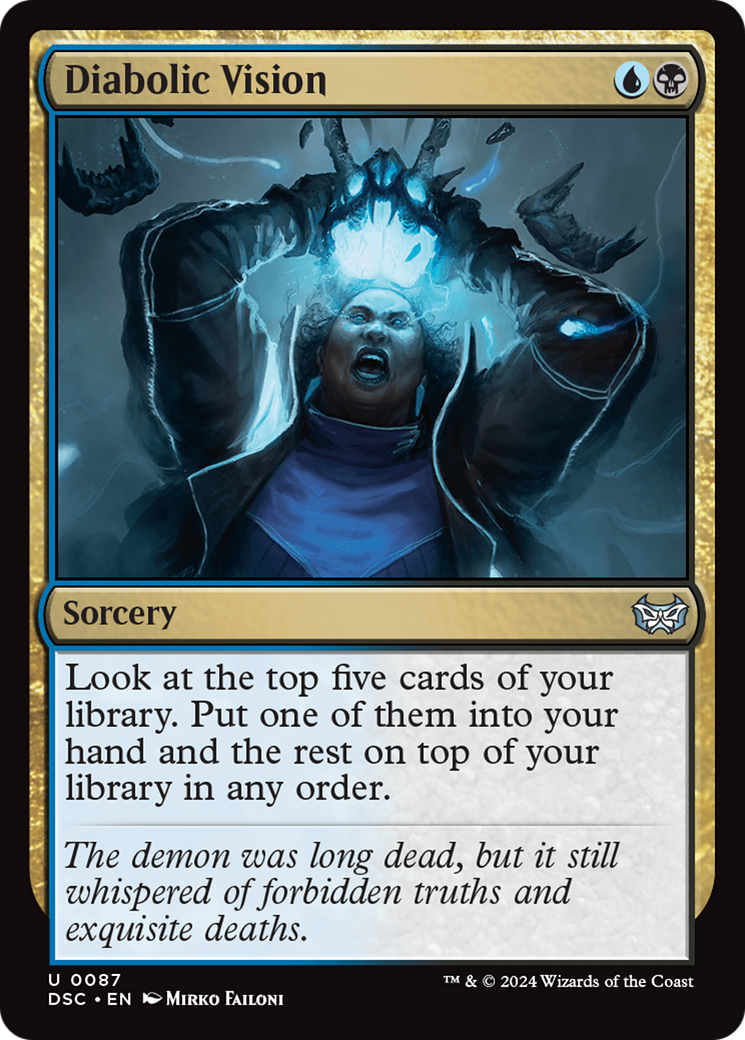 Diabolic Vision
Sorcery
Look at the top five cards of your
library. Put one of them into your
hand and the rest on top of your
library in any order.
The demon was long dead, but it still
whispered of forbidden truths and
exquisite deaths.
U 0087
DSC • EN Mirko Failoni
™ & © 2024 Wizards of the Coast